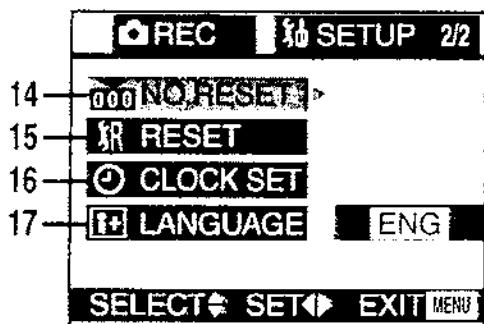 REC SETUP 2/2
14 000 NO.RESET
15 R RESET
16 CLOCK SET
17 i+ LANGUAGE ENG
SELECT SET EXIT MENU